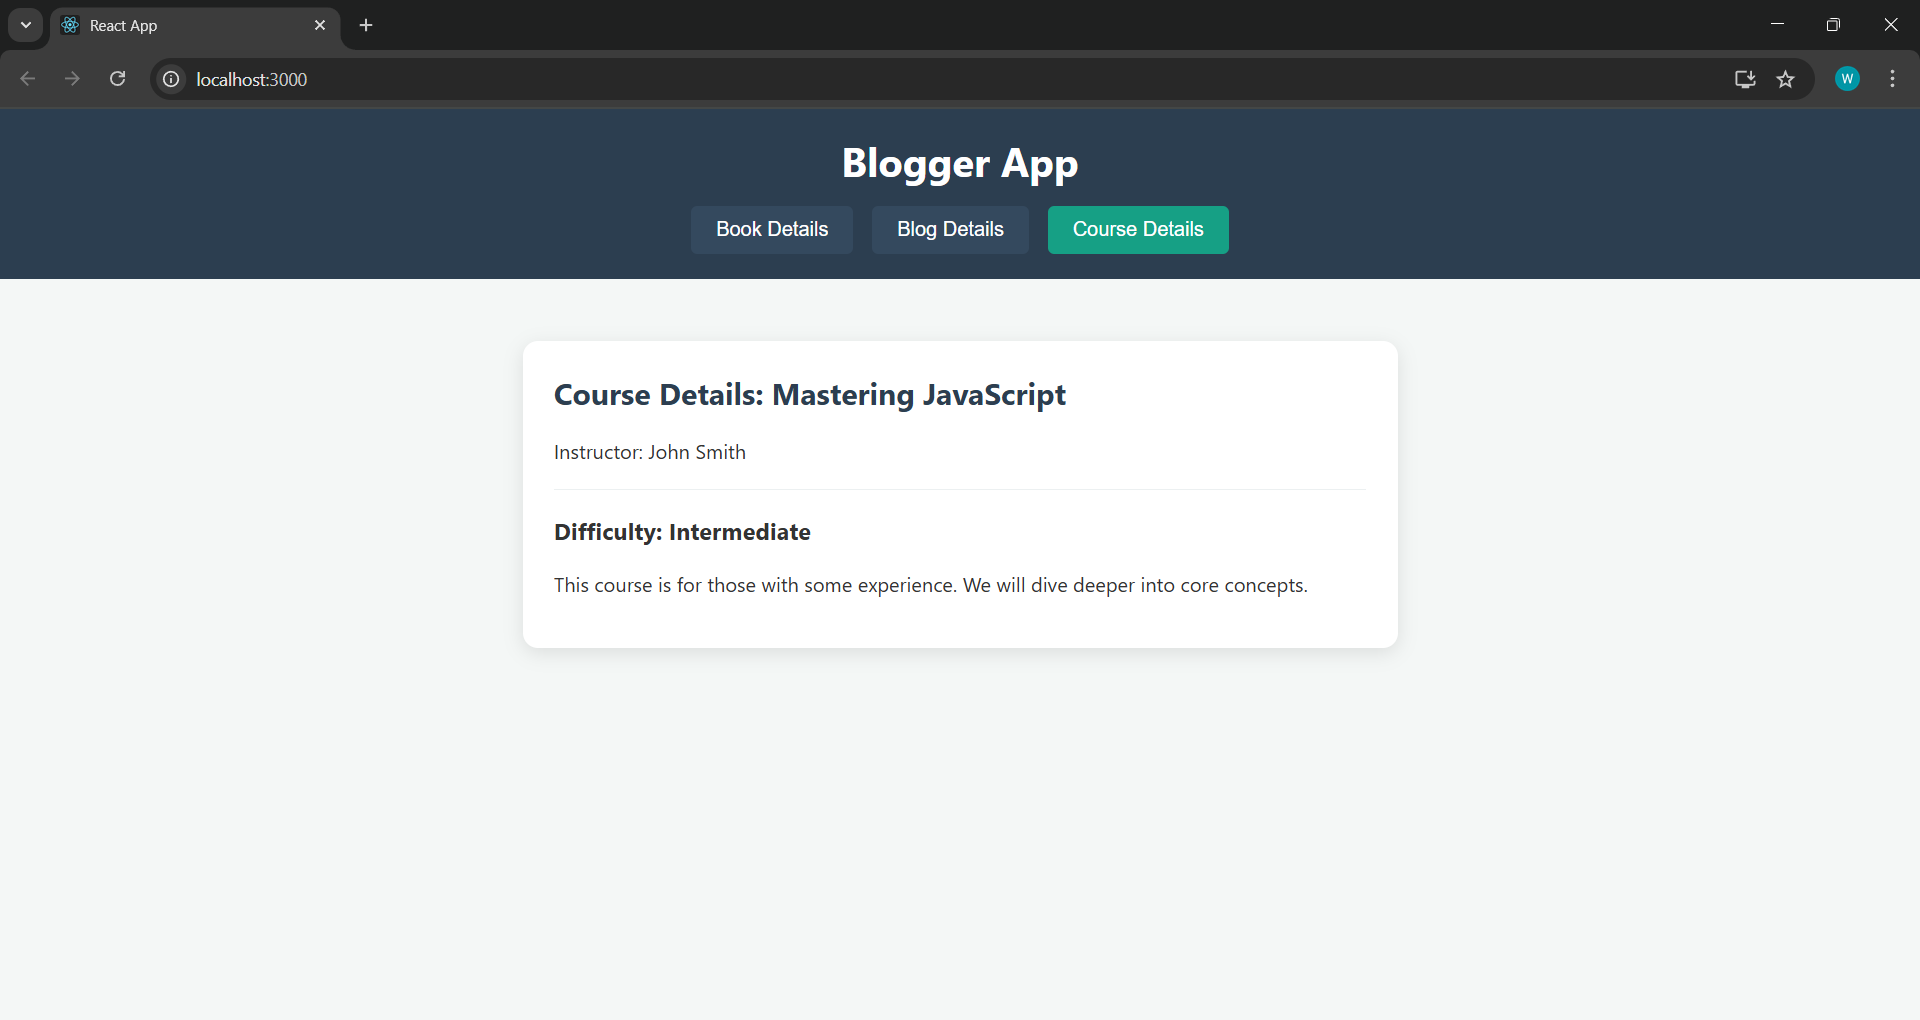 React App
localhost:3000
W
Blogger App
Book Details
Blog Details
Course Details
Course Details: Mastering JavaScript
Instructor: John Smith
Difficulty: Intermediate
This course is for those with some experience. We will dive deeper into core concepts.